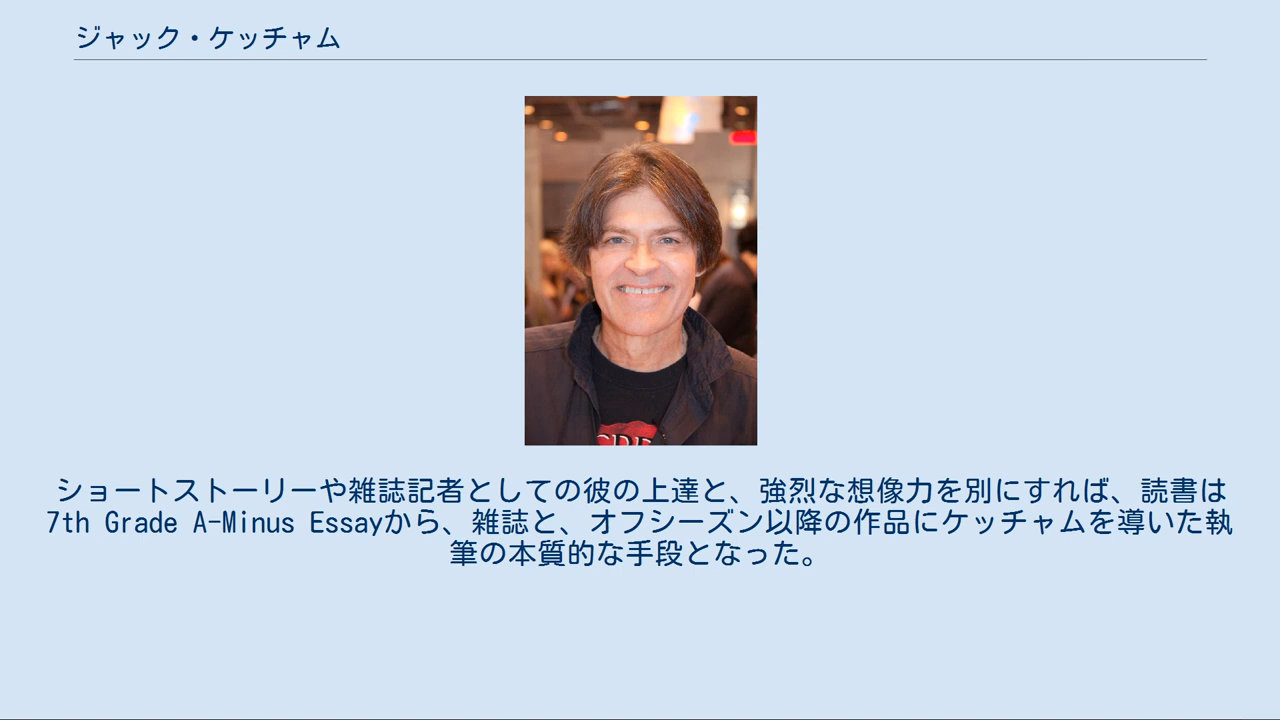 ジャック・ケッチャム
ショートストーリーや雑誌記者としての彼の上達と、強烈な想像力を別にすれば、読書は
7th Grade A-Minus Essayから、雑誌と、オフシーズン以降の作品にケッチャムを導いた執
筆の本質的な手段となった。